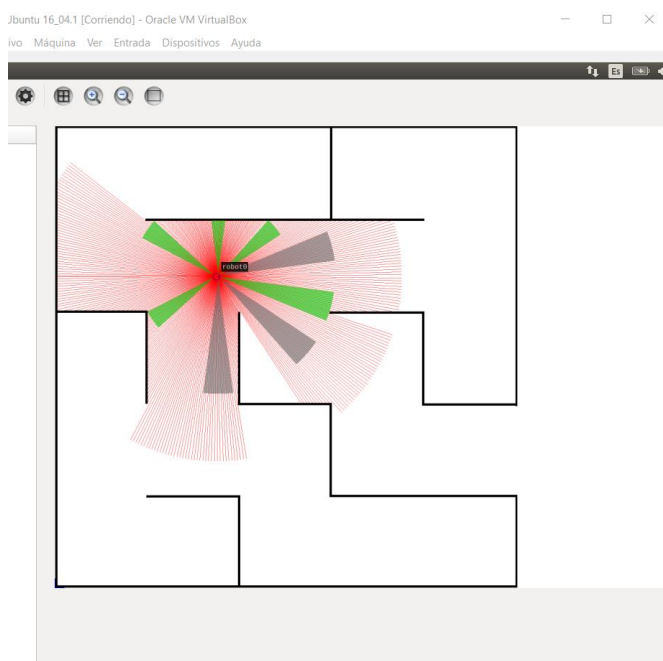 Jbuntu 16_04.1 [Corriendo] - Oracle VM VirtualBox
ivo Máquina Ver Entrada Dispositivos Ayuda
Es
robot0